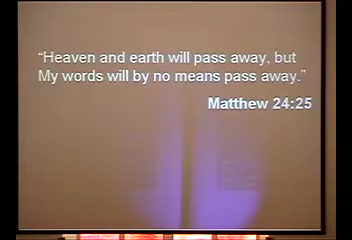 “Heaven and earth will pass away, but
My words will by no means pass away.”
Matthew 24:25